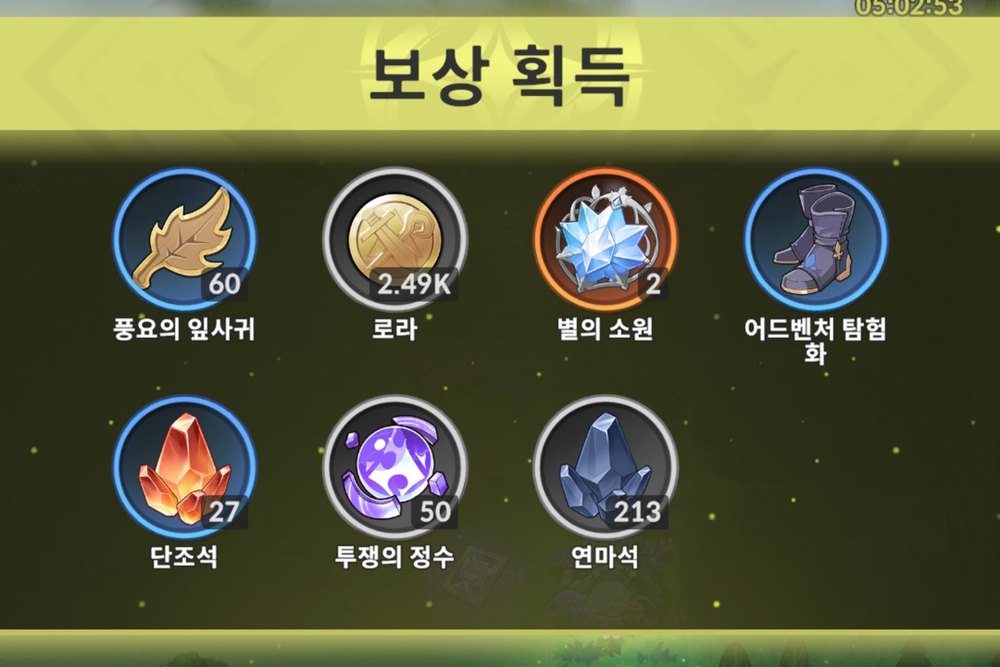 05:02:53
보상 획득
60
2.49K
2
풍요의 잎사귀
로라
별의 소원
어드벤처 탐험
화
27
50
213
단조석
투쟁의 정수
연마석